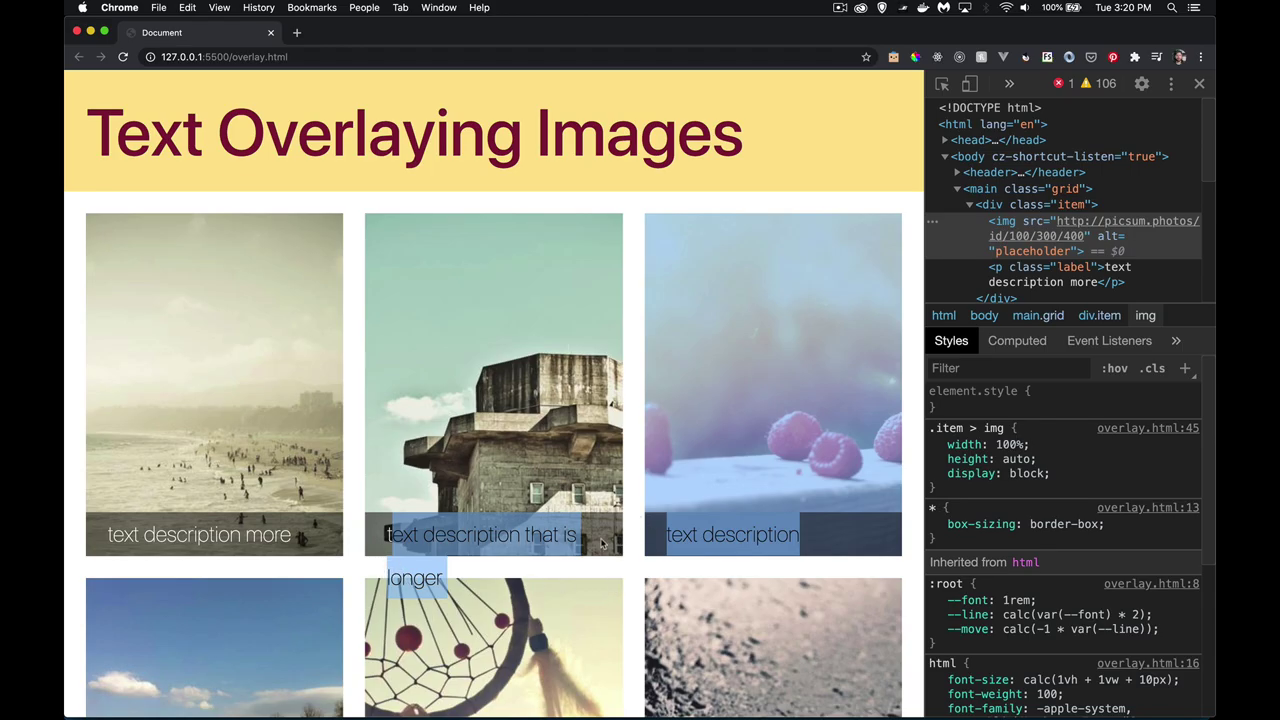 Chrome File Edit View History Bookmarks People Tab Window Help 100% Tue 3:20 PM
Document
127.0.0.1:5500/overlay.html
Text Overlaying Images
text description more
text description that is
longer
text description
1 106
<!DOCTYPE html>
<html lang="en">
<head>…</head>
<body cz-shortcut-listen="true">
<header>…</header>
<main class="grid">
<div class="item">
<img src="http://picsum.photos/
id/100/300/400" alt=
"placeholder"> == $0
<p class="label">text
description more</p>
</div>
html body main.grid div.item img
Styles Computed Event Listeners
Filter :hov .cls
element.style {
}
.item > img { overlay.html:45
width: 100%;
height: auto;
display: block;
}
* { overlay.html:13
box-sizing: border-box;
}
Inherited from html
:root { overlay.html:8
--font: 1rem;
--line: calc(var(--font) * 2);
--move: calc(-1 * var(--line));
}
html { overlay.html:16
font-size: calc(1vh + 1vw + 10px);
font-weight: 100;
font-family: -apple-system,